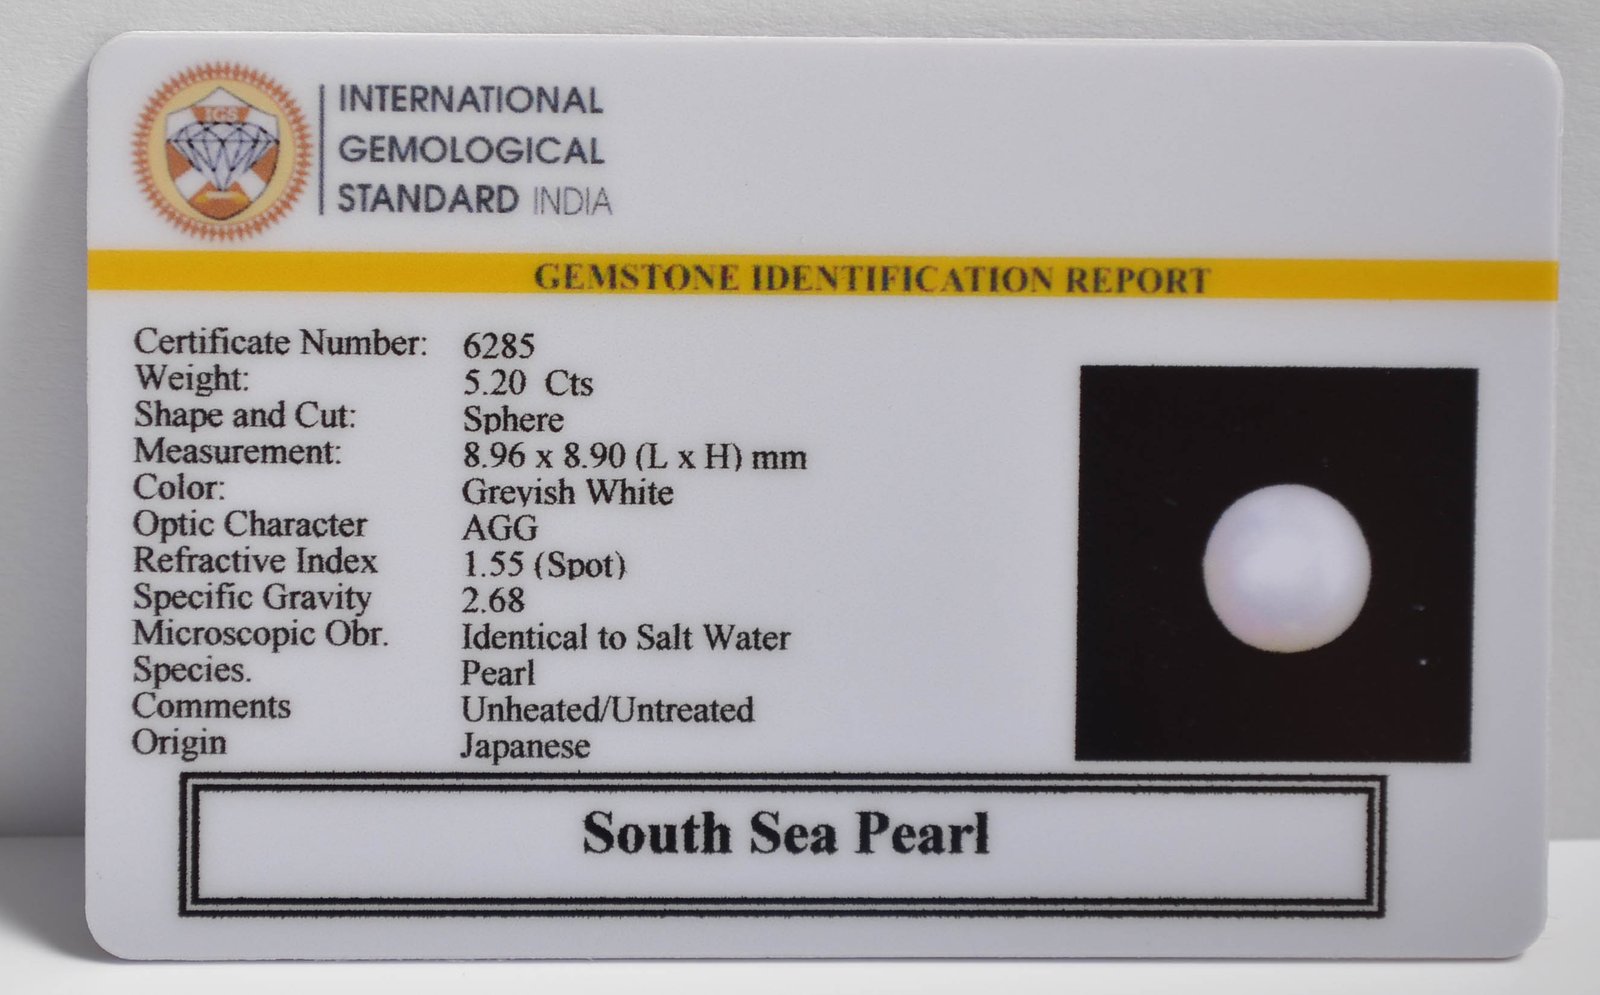 IGS
INTERNATIONAL
GEMOLOGICAL
STANDARD INDIA
GEMSTONE IDENTIFICATION REPORT
Certificate Number: 6285
Weight: 5.20 Cts
Shape and Cut: Sphere
Measurement: 8.96 x 8.90 (L x H) mm
Color: Greyish White
Optic Character AGG
Refractive Index 1.55 (Spot)
Specific Gravity 2.68
Microscopic Obr. Identical to Salt Water
Species. Pearl
Comments Unheated/Untreated
Origin Japanese
South Sea Pearl